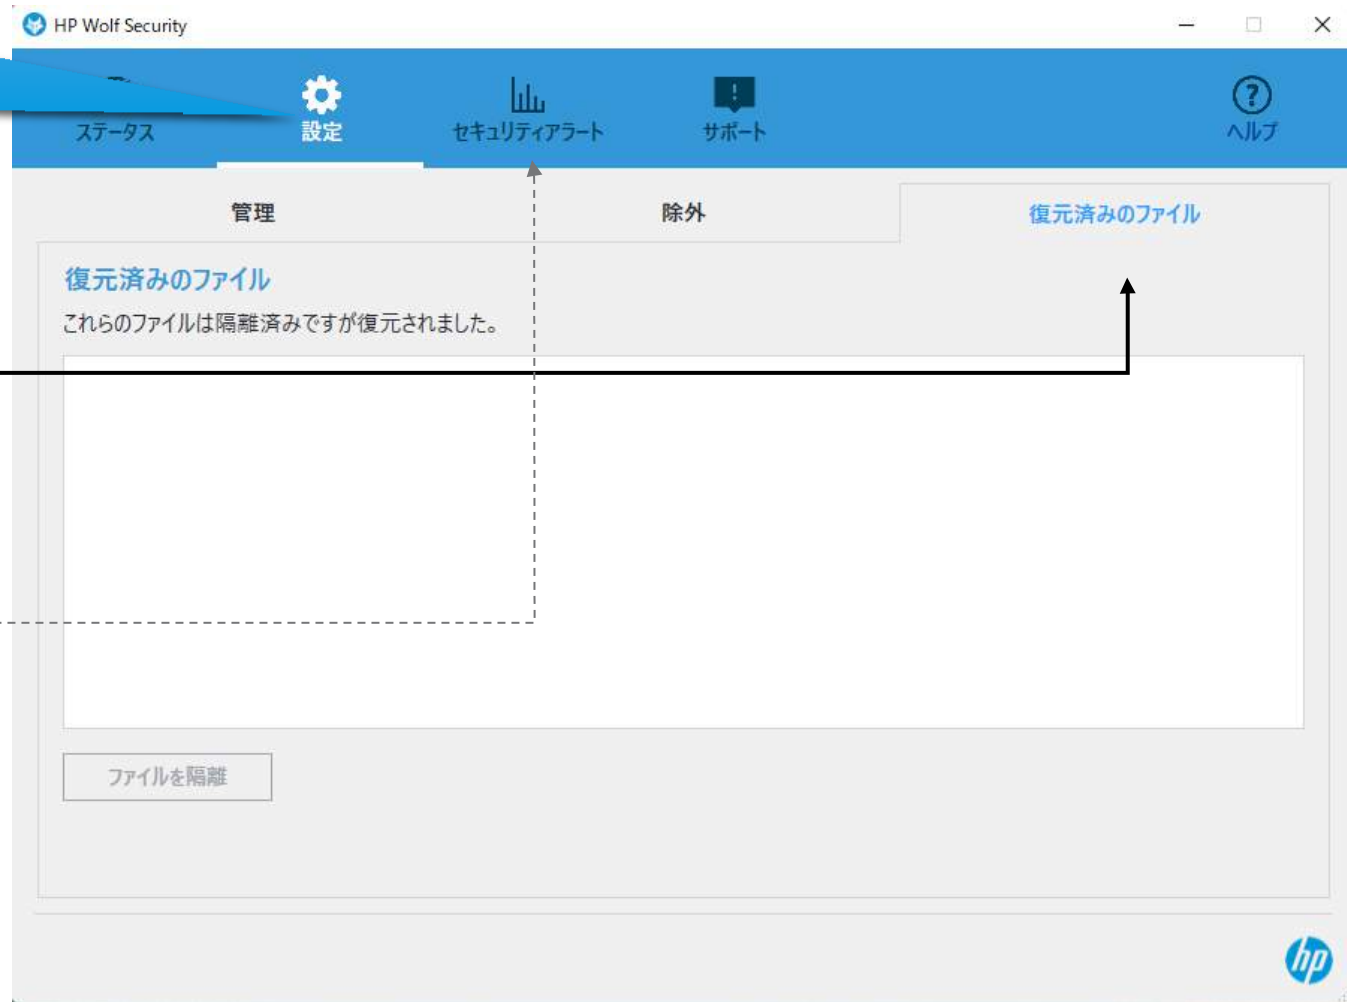 HP Wolf Security
ステータス
設定
セキュリティアラート
サポート
ヘルプ
管理
除外
復元済みのファイル
復元済みのファイル
これらのファイルは隔離済みですが復元されました。
ファイルを隔離
hp